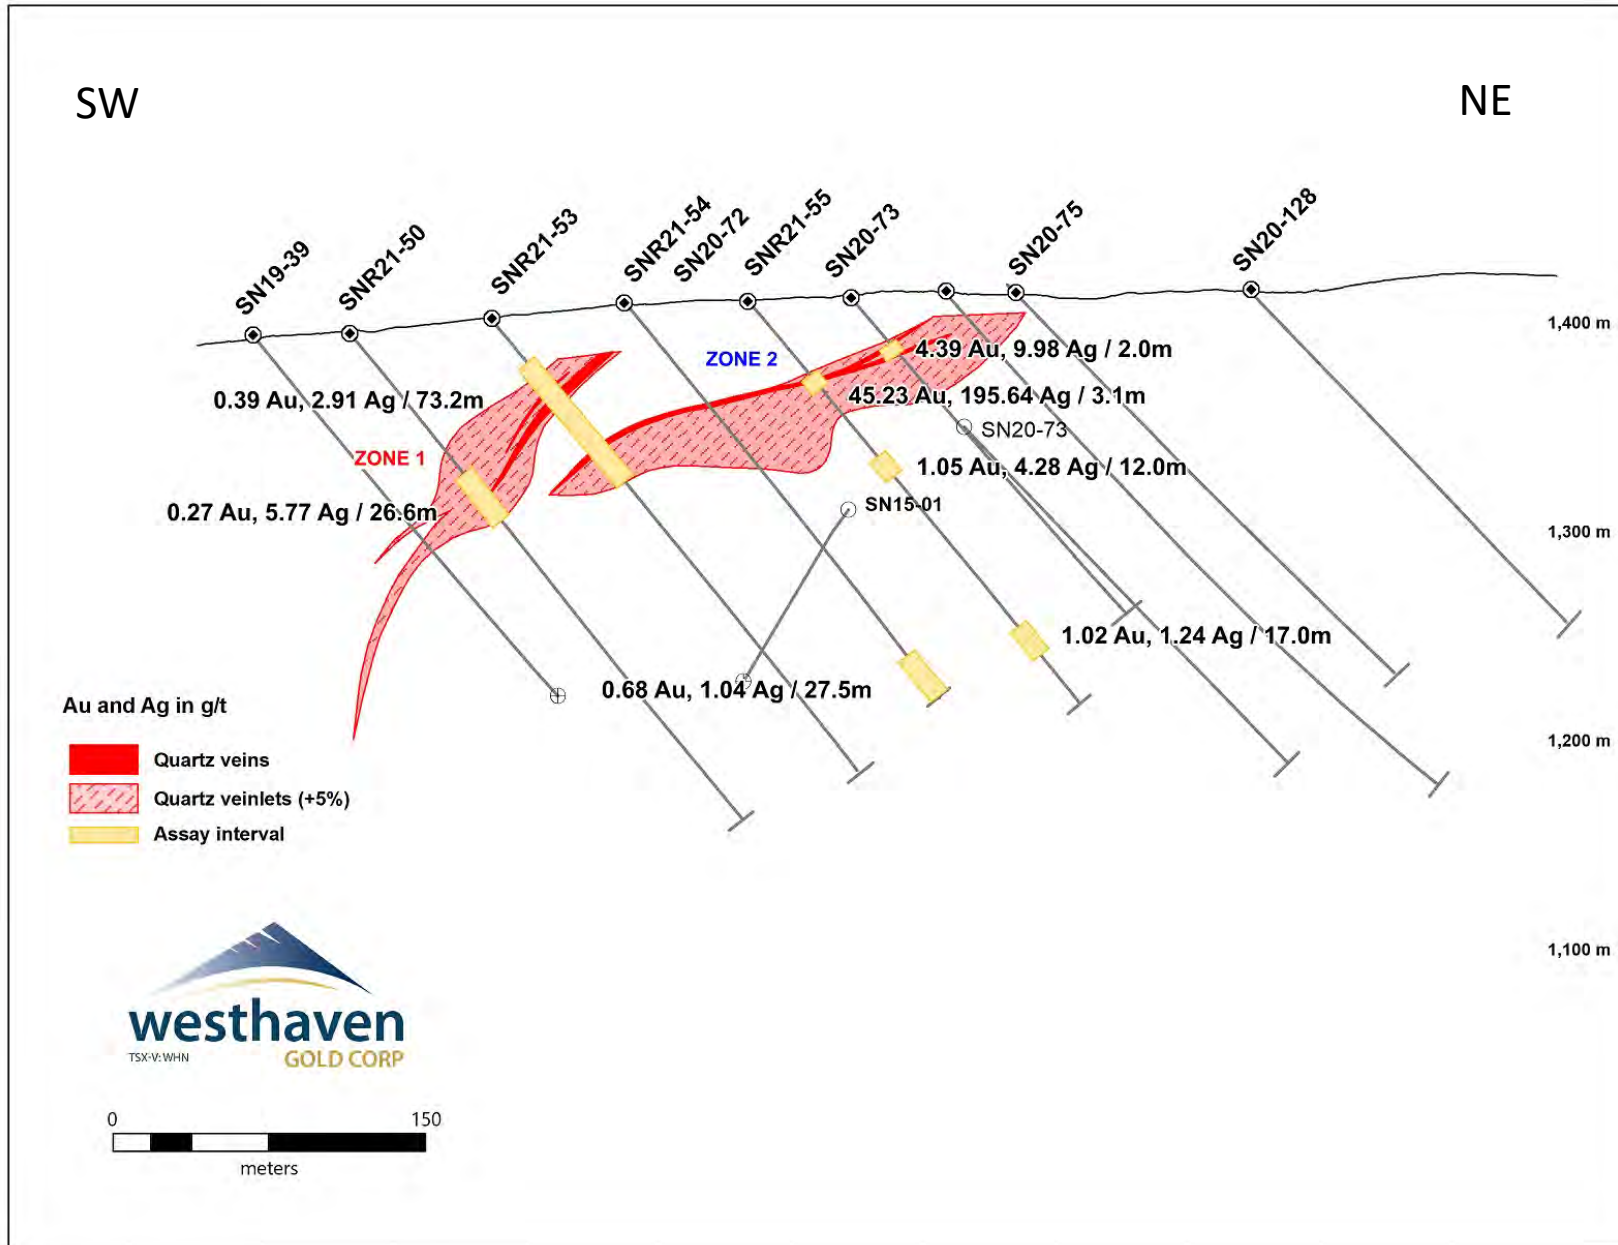 SW
NE
SN19-39
SNR21-50
SNR21-53
SNR21-54
SN20-72
SNR21-55
SN20-73
SN20-75
SN20-128
1,400 m
4.39 Au, 9.98 Ag / 2.0m
ZONE 2
45.23 Au, 195.64 Ag / 3.1m
0.39 Au, 2.91 Ag / 73.2m
SN20-73
ZONE 1
1.05 Au, 4.28 Ag / 12.0m
SN15-01
0.27 Au, 5.77 Ag / 26.6m
1,300 m
1.02 Au, 1.24 Ag / 17.0m
0.68 Au, 1.04 Ag / 27.5m
Au and Ag in g/t
1,200 m
Quartz veins
Quartz veinlets (+5%)
Assay interval
1,100 m
westhaven
TSX-V: WHN
GOLD CORP
0 150
meters